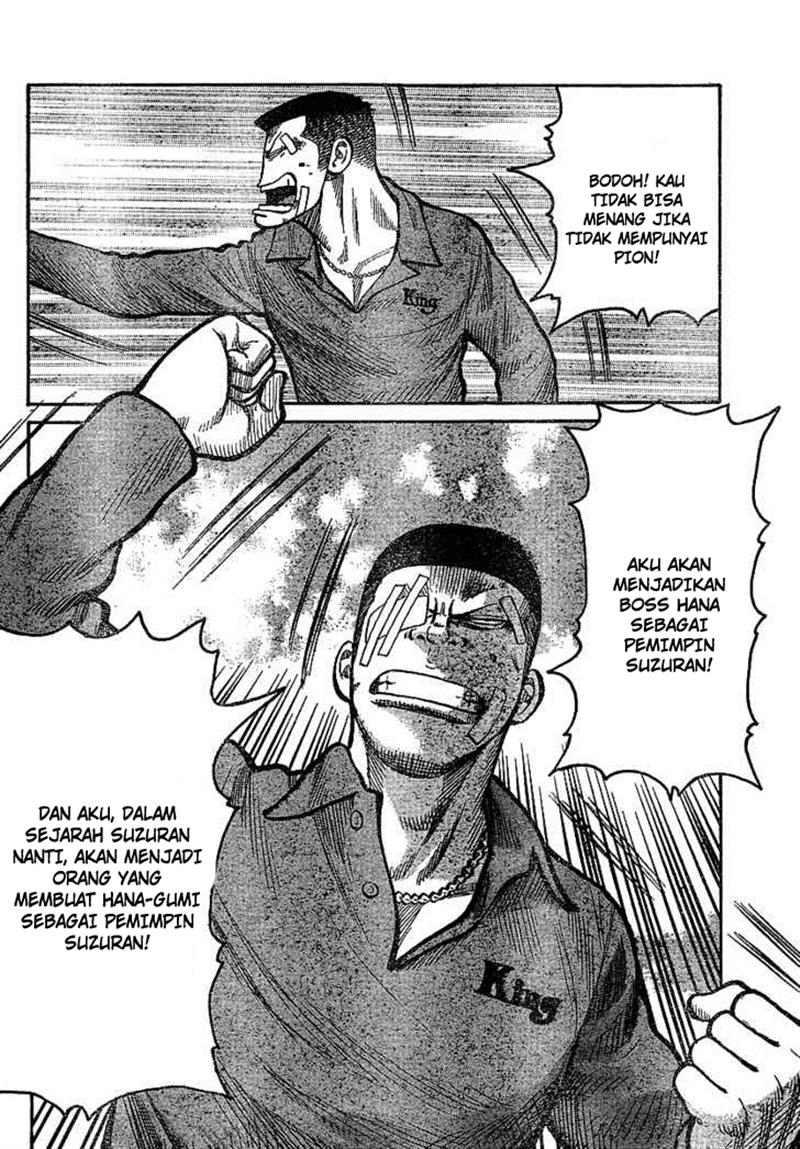 BODOH! KAU
TIDAK BISA
MENANG JIKA
TIDAK MEMPUNYAI
PION!
King
AKU AKAN
MENJADIKAN
BOSS HANA
SEBAGAI
PEMIMPIN
SUZURAN!
DAN AKU, DALAM
SEJARAH SUZURAN
NANTI, AKAN MENJADI
ORANG YANG
MEMBUAT HANA-GUMI
SEBAGAI PEMIMPIN
SUZURAN!
King